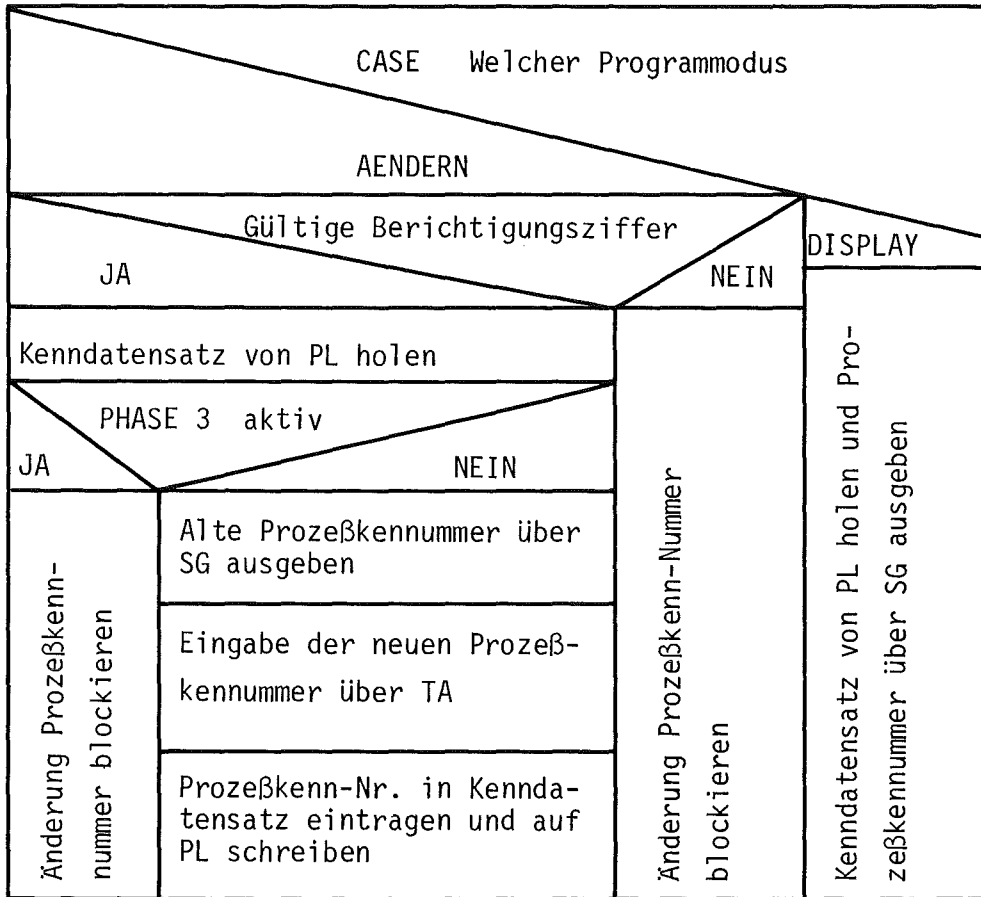 CASE Welcher Programmodus
AENDERN
Gültige Berichtigungsziffer
JA
NEIN
DISPLAY
Kenndatensatz von PL holen
PHASE 3 aktiv
JA
NEIN
Änderung Prozeßkenn-
nummer blockieren
Alte Prozeßkennummer über
SG ausgeben
Eingabe der neuen Prozeß-
kennummer über TA
Prozeßkenn-Nr. in Kennda-
tensatz eintragen und auf
PL schreiben
Änderung Prozeßkenn-Nummer
blockieren
Kenndatensatz von PL holen und Pro-
zeßkennummer über SG ausgeben